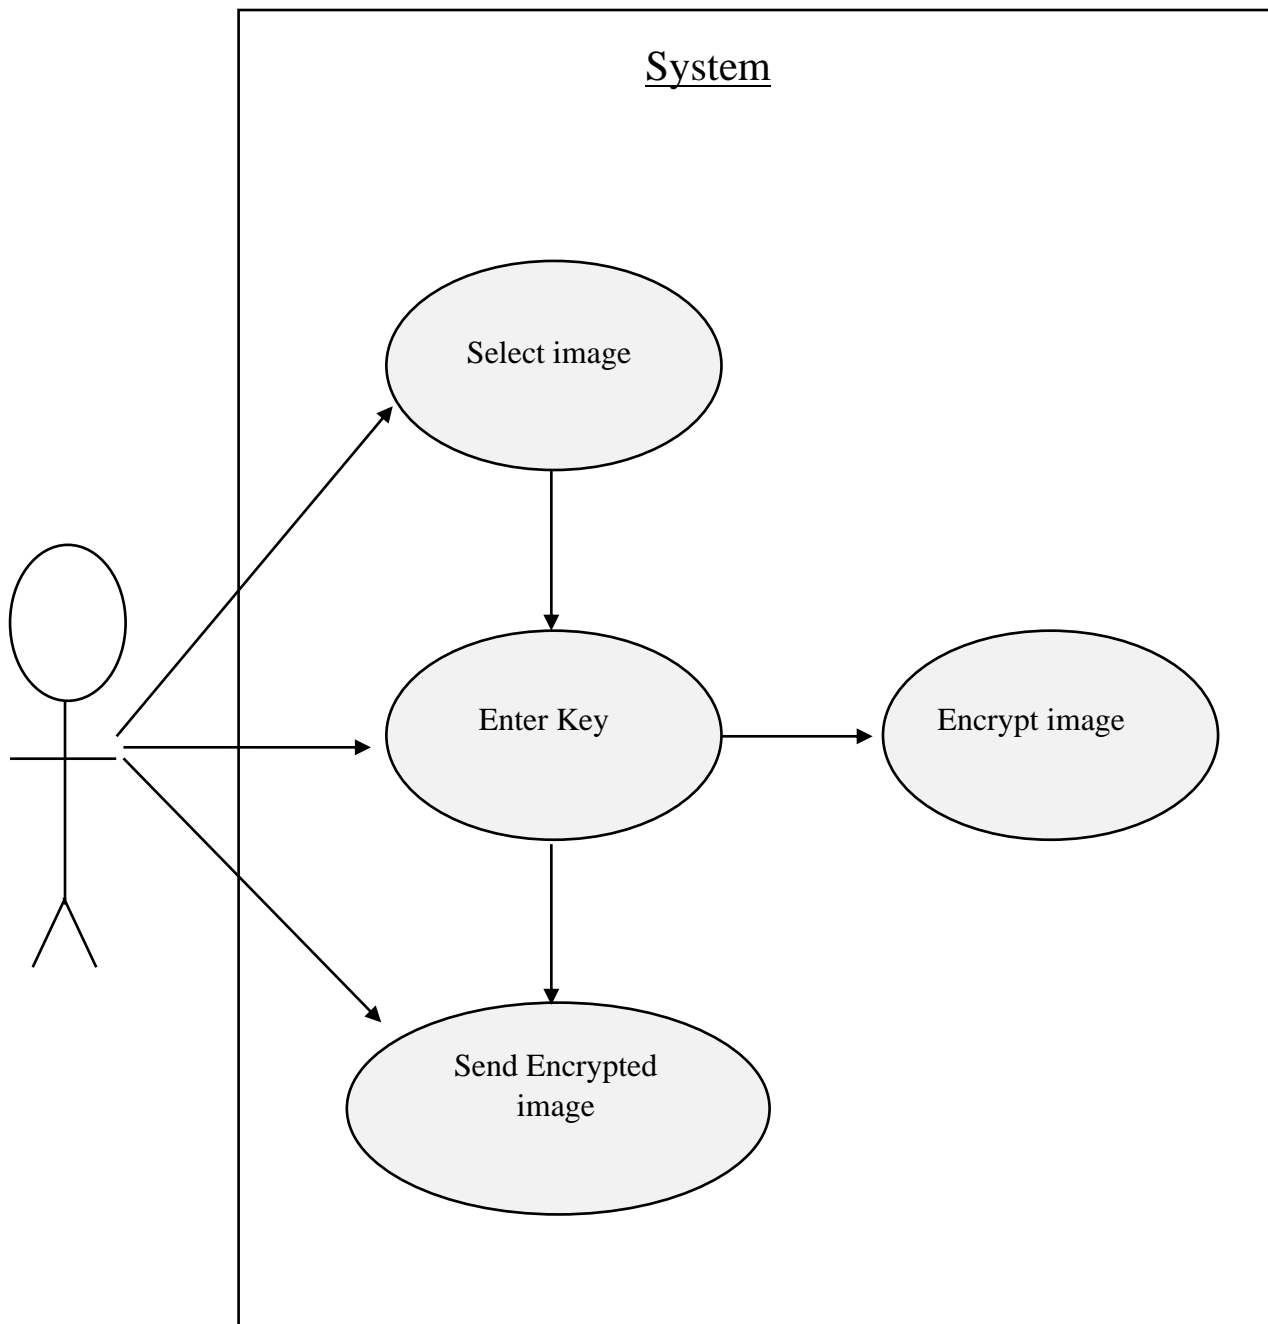 System
Select image
Enter Key
Encrypt image
Send Encrypted
image